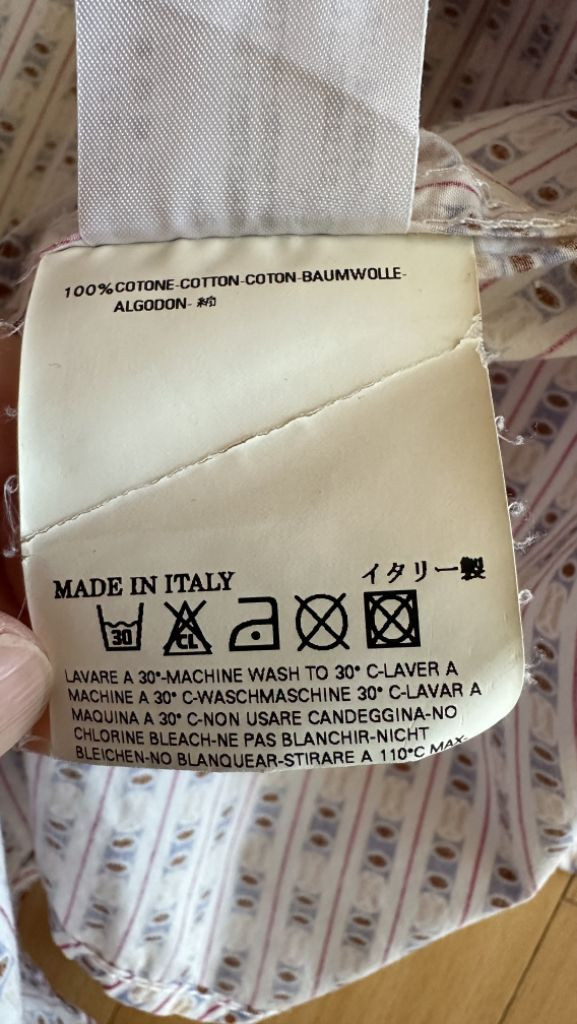 100%COTONE-COTTON-COTON-BAUMWOLLE-
ALGODON- 綿
MADE IN ITALY イタリー製
30 CL
LAVARE A 30°-MACHINE WASH TO 30° C-LAVER A
MACHINE A 30° C-WASCHMASCHINE 30° C-LAVAR A
MAQUINA A 30° C-NON USARE CANDEGGINA-NO
CHLORINE BLEACH-NE PAS BLANCHIR-NICHT
BLEICHEN-NO BLANQUEAR-STIRARE A 110°C MAX-